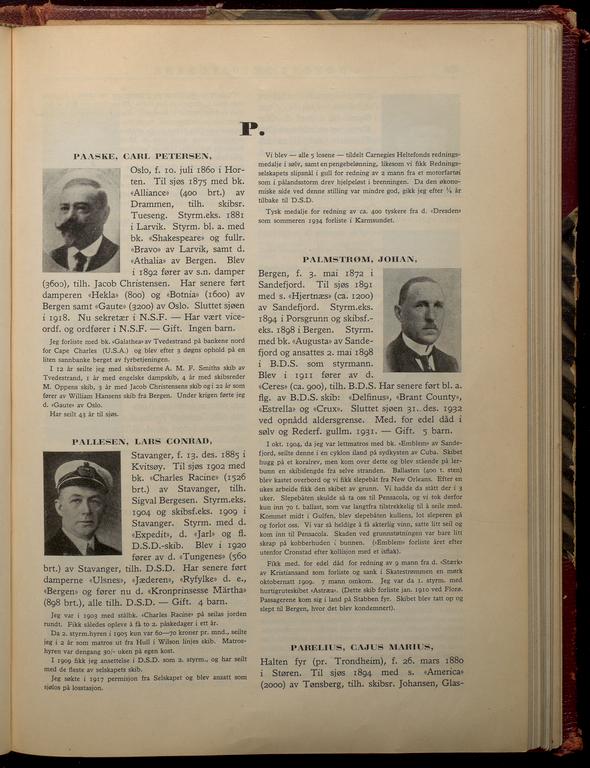 P.
PAASKE, CARL PETERSEN,
Oslo, f. 10. juli 1860 i Hor-
ten. Til sjøs 1875 med bk.
«Alliance» (400 brt.) av
Drammen, tilh. skibsr.
Tueseng. Styrm.eks. 1881
i Larvik. Styrm. bl. a. med
bk. «Shakespeare» og fullr.
«Bravo» av Larvik, samt d.
«Athalia» av Bergen. Blev
i 1892 fører av s.n. damper
(3600), tilh. Jacob Christensen. Har senere ført
damperen «Hekla» (800) og «Botnia» (1600) av
Bergen samt «Gaute» (3200) av Oslo. Sluttet sjøen
i 1918. Nu sekretær i N.S.F. — Har vært vice-
ordf. og ordfører i N.S.F. — Gift. Ingen barn.
Jeg forliste med bk. «Galathea» av Tvedestrand på bankene nord
for Cape Charles (U.S.A.) og blev efter 3 døgns ophold på en
liten sannbanke berget av fyrbetjeningen.
I 12 år seilte jeg med skibsrederne A. M. F. Smiths skib av
Tvedestrand, 1 år med engelske dampskib, 4 år med skibsreder
M. Oppens skib, 3 år med Jacob Christensens skib og i 22 år som
fører av William Hansens skib fra Bergen. Under krigen førte jeg
d. «Gaute» av Oslo.
Har seilt 43 år til sjøs.
PALLESEN, LARS CONRAD,
Stavanger, f. 13. des. 1885 i
Kvitsøy. Til sjøs 1902 med
bk. «Charles Racine» (1526
brt.) av Stavanger, tilh.
Sigval Bergesen. Styrm.eks.
1904 og skibsf.eks. 1909 i
Stavanger. Styrm. med d.
«Expedit», d. «Jarl» og fl.
D.S.D.-skib. Blev i 1920
fører av d. «Tungenes» (560
brt.) av Stavanger, tilh. D.S.D. Har senere ført
damperne «Ulsnes», «Jæderen», «Ryfylke» d. e.,
«Bergen» og fører nu d. «Kronprinsesse Märtha»
(898 brt.), alle tilh. D.S.D. — Gift. 4 barn.
Jeg var i 1903 med stålbk. «Charles Racine» på seilas jorden
rundt. Fikk således opleve å få to 2. påskedager i ett år.
Da 2. styrm.hyren i 1905 kun var 60—70 kroner pr. mnd., seilte
jeg i 2 år som matros ut fra Hull i Wilson linjes skib. Matros-
hyren var dengang 30/- uken på egen kost.
I 1909 fikk jeg ansettelse i D.S.D. som 2. styrm., og har seilt
med de fleste av selskapets skib.
Jeg søkte i 1917 permisjon fra Selskapet og blev ansatt som
sjølos på losstasjon.
Vi blev — alle 5 losene — tildelt Carnegies Heltefonds rednings-
medalje i sølv, samt en pengebelønning, likesom vi fikk Rednings-
selskapets slipsnål i gull for redning av 2 mann fra et motorfartøi
som i pålandsstorm drev hjelpeløst i brenningen. Da den økono-
miske side ved denne stilling var mindre god, gikk jeg efter ¾ år
tilbake til D.S.D.
Tysk medalje for redning av ca. 400 tyskere fra d. «Dresden»
som sommeren 1934 forliste i Karmsundet.
PALMSTRØM, JOHAN,
Bergen, f. 3. mai 1872 i
Sandefjord. Til sjøs 1891
med s. «Hjertnæs» (ca. 1200)
av Sandefjord. Styrm.eks.
1894 i Porsgrunn og skibsf.-
eks. 1898 i Bergen. Styrm.
med bk. «Augusta» av Sande-
fjord og ansattes 2. mai 1898
i B.D.S. som styrmann.
Blev i 1911 fører av d.
«Ceres» (ca. 900), tilh. B.D.S. Har senere ført bl. a.
flg. av B.D.S. skib: «Delfinus», «Brant County»,
«Estrella» og «Crux». Sluttet sjøen 31. des. 1932
ved opnådd aldersgrense. Med. for edel dåd i
sølv og Rederf. gullm. 1931. — Gift. 5 barn.
I okt. 1904, da jeg var lettmatros med bk. «Emblem» av Sande-
fjord, seilte denne i en cyklon iland på sydkysten av Cuba. Skibet
hugg på et koralrev, men kom over dette og blev stående på ler-
bunn en skibslengde fra selve stranden. Ballasten (400 t. sten)
blev kastet overbord og vi fikk slepebåt fra New Orleans. Efter en
ukes arbeide fikk den skibet av grunn. Vi hadde da stått der i 3
uker. Slepebåten skulde så ta oss til Pensacola, og vi tok derfor
kun inn 70 t. ballast, som var langtfra tilstrekkelig til å seile med.
Kommet midt i Gulfen, blev slepebåten kullens, lot sleperen gå
og forlot oss. Vi var så heldige å få akterlig vinn, satte litt seil og
kom inn til Pensacola. Skaden ved grunnstøtningen var bare litt
skrap på kobberhuden i bunnen. («Emblem» forliste året efter
utenfor Cronstad efter kollisjon med et isflak).
Fikk med. for edel dåd for redning av 9 mann fra d. «Stærk»
av Kristiansand som forliste og sank i Skatestrømmen en mørk
oktobernatt 1909. 7 mann omkom. Jeg var da 1. styrm. med
hurtigruteskibet «Astræa». (Dette skib forliste jan. 1910 ved Florø.
Passagerene kom sig i land på Stabben fyr. Skibet blev tatt op og
slept til Bergen, hvor det blev kondemnert).
PARELIUS, CAJUS MARIUS,
Halten fyr (pr. Trondheim), f. 26. mars 1880
i Støren. Til sjøs 1894 med s. «America»
(2000) av Tønsberg, tilh. skibsr. Johansen, Glas-